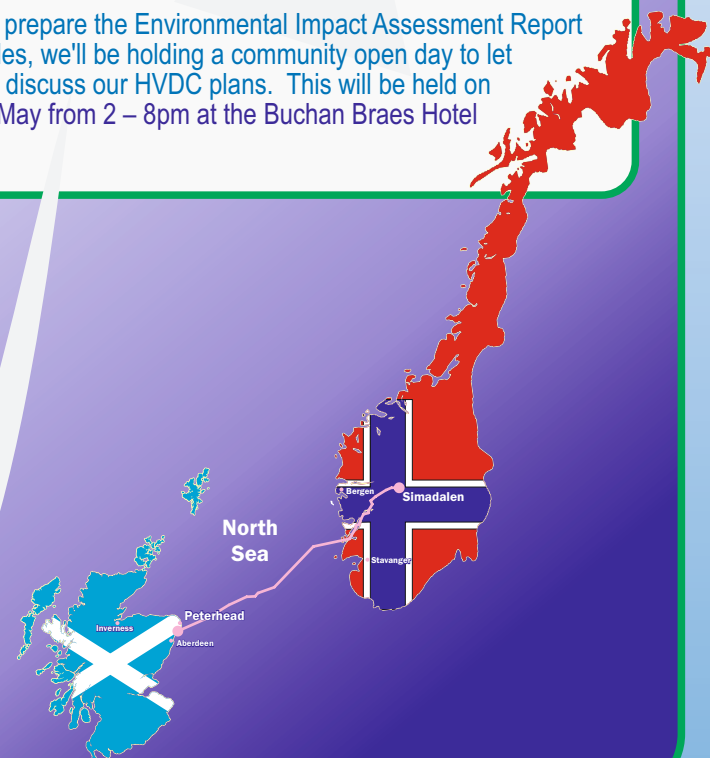 prepare the Environmental Impact Assessment Report
les, we'll be holding a community open day to let
discuss our HVDC plans. This will be held on
May from 2 – 8pm at the Buchan Braes Hotel
Bergen
Simadalen
North
Sea
Stavanger
Peterhead
Inverness
Aberdeen